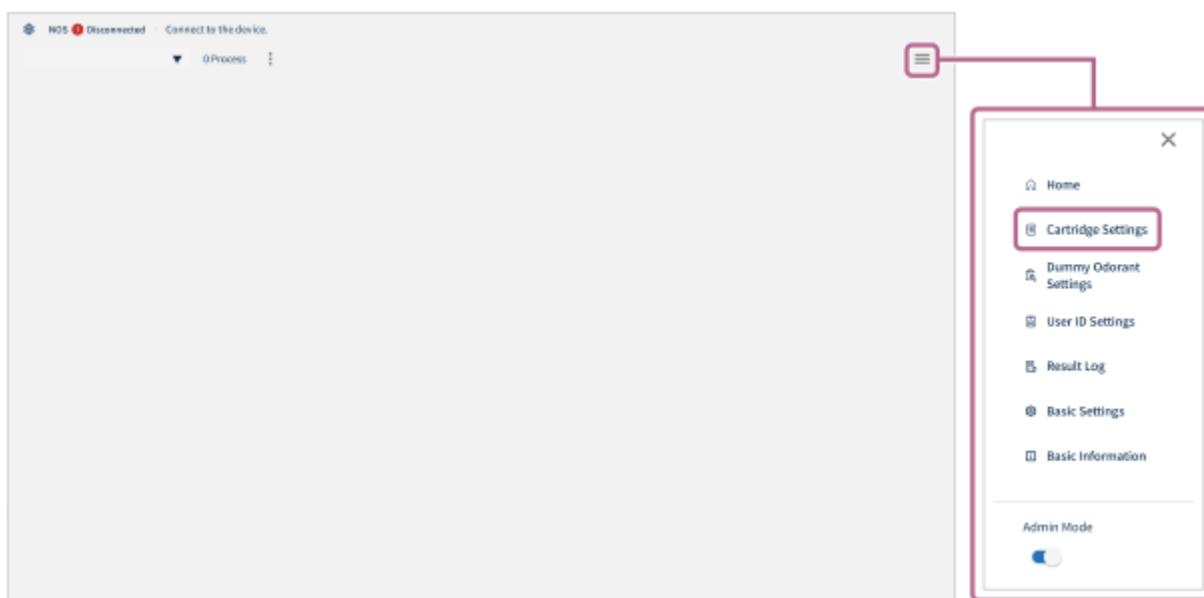 NOS Disconnected Connect to the device.
0 Process
Home
Cartridge Settings
Dummy Odorant
Settings
User ID Settings
Result Log
Basic Settings
Basic Information
Admin Mode